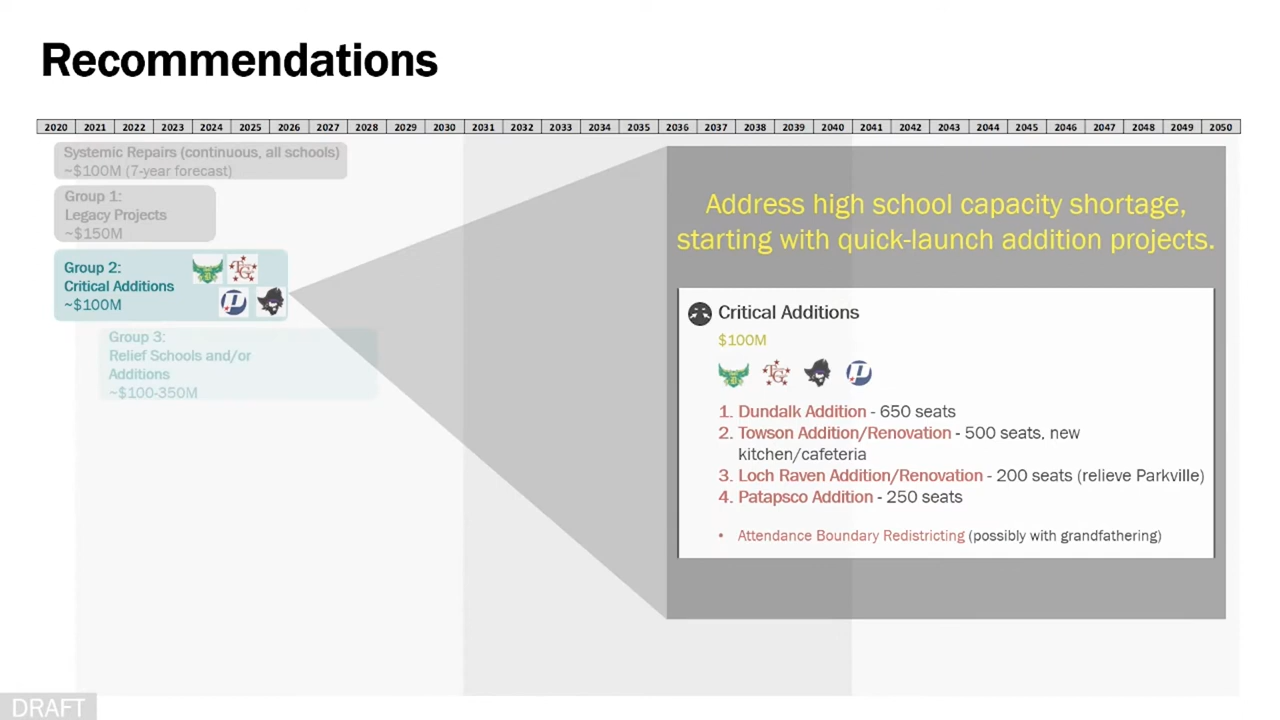 Recommendations
2020 2021 2022 2023 2024 2025 2026 2027 2028 2029 2030 2031 2032 2033 2034 2035 2036 2037 2038 2039 2040 2041 2042 2043 2044 2045 2046 2047 2048 2049 2050
Systemic Repairs (continuous, all schools)
~$100M (7-year forecast)
Group 1:
Legacy Projects
~$150M
Group 2:
Critical Additions
~$100M
Group 3:
Relief Schools and/or
Additions
~$100-350M
Address high school capacity shortage,
starting with quick-launch addition projects.
Critical Additions
$100M
1. Dundalk Addition - 650 seats
2. Towson Addition/Renovation - 500 seats, new
kitchen/cafeteria
3. Loch Raven Addition/Renovation - 200 seats (relieve Parkville)
4. Patapsco Addition - 250 seats
• Attendance Boundary Redistricting (possibly with grandfathering)
DRAFT